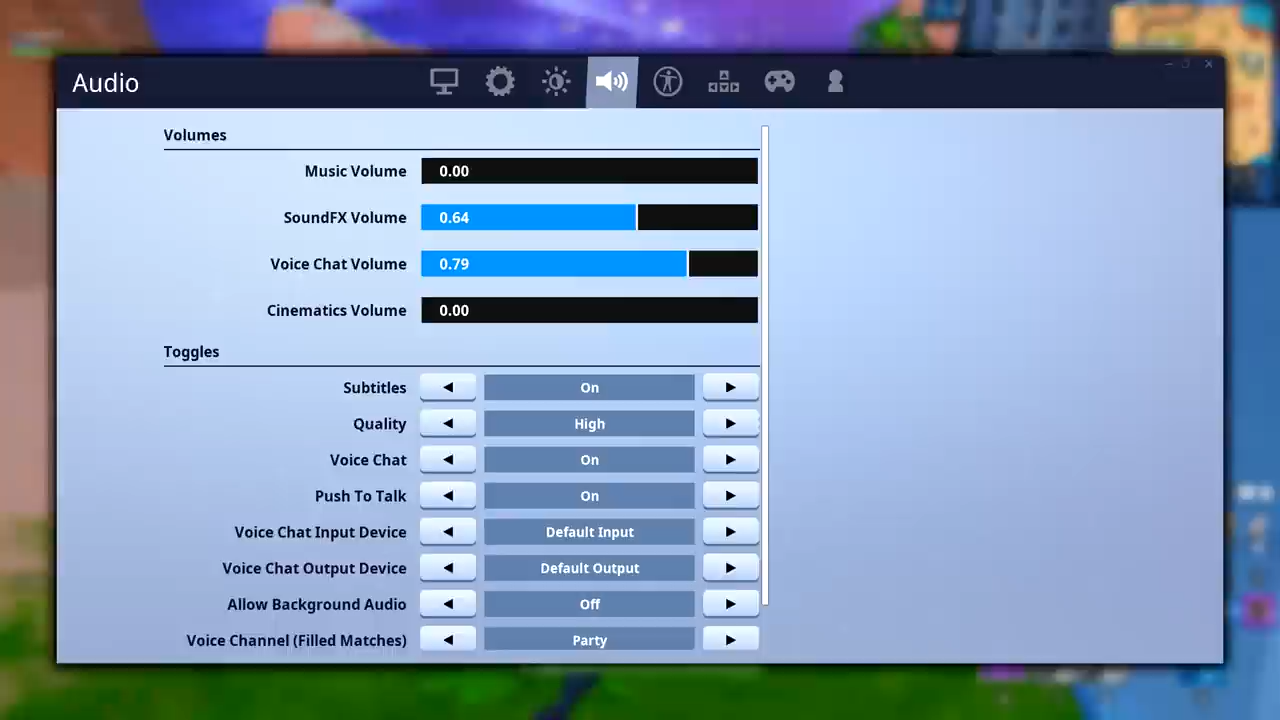 Audio
Volumes
Music Volume 0.00
SoundFX Volume 0.64
Voice Chat Volume 0.79
Cinematics Volume 0.00
Toggles
Subtitles On
Quality High
Voice Chat On
Push To Talk On
Voice Chat Input Device Default Input
Voice Chat Output Device Default Output
Allow Background Audio Off
Voice Channel (Filled Matches) Party